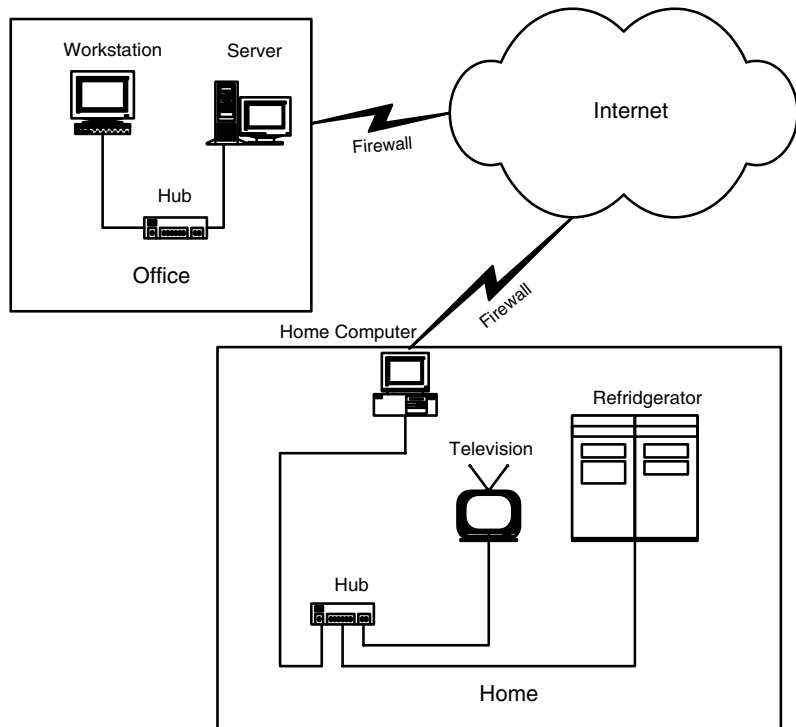 Workstation
Server
Internet
Firewall
Hub
Office
Firewall
Home Computer
Refridgerator
Television
Hub
Home